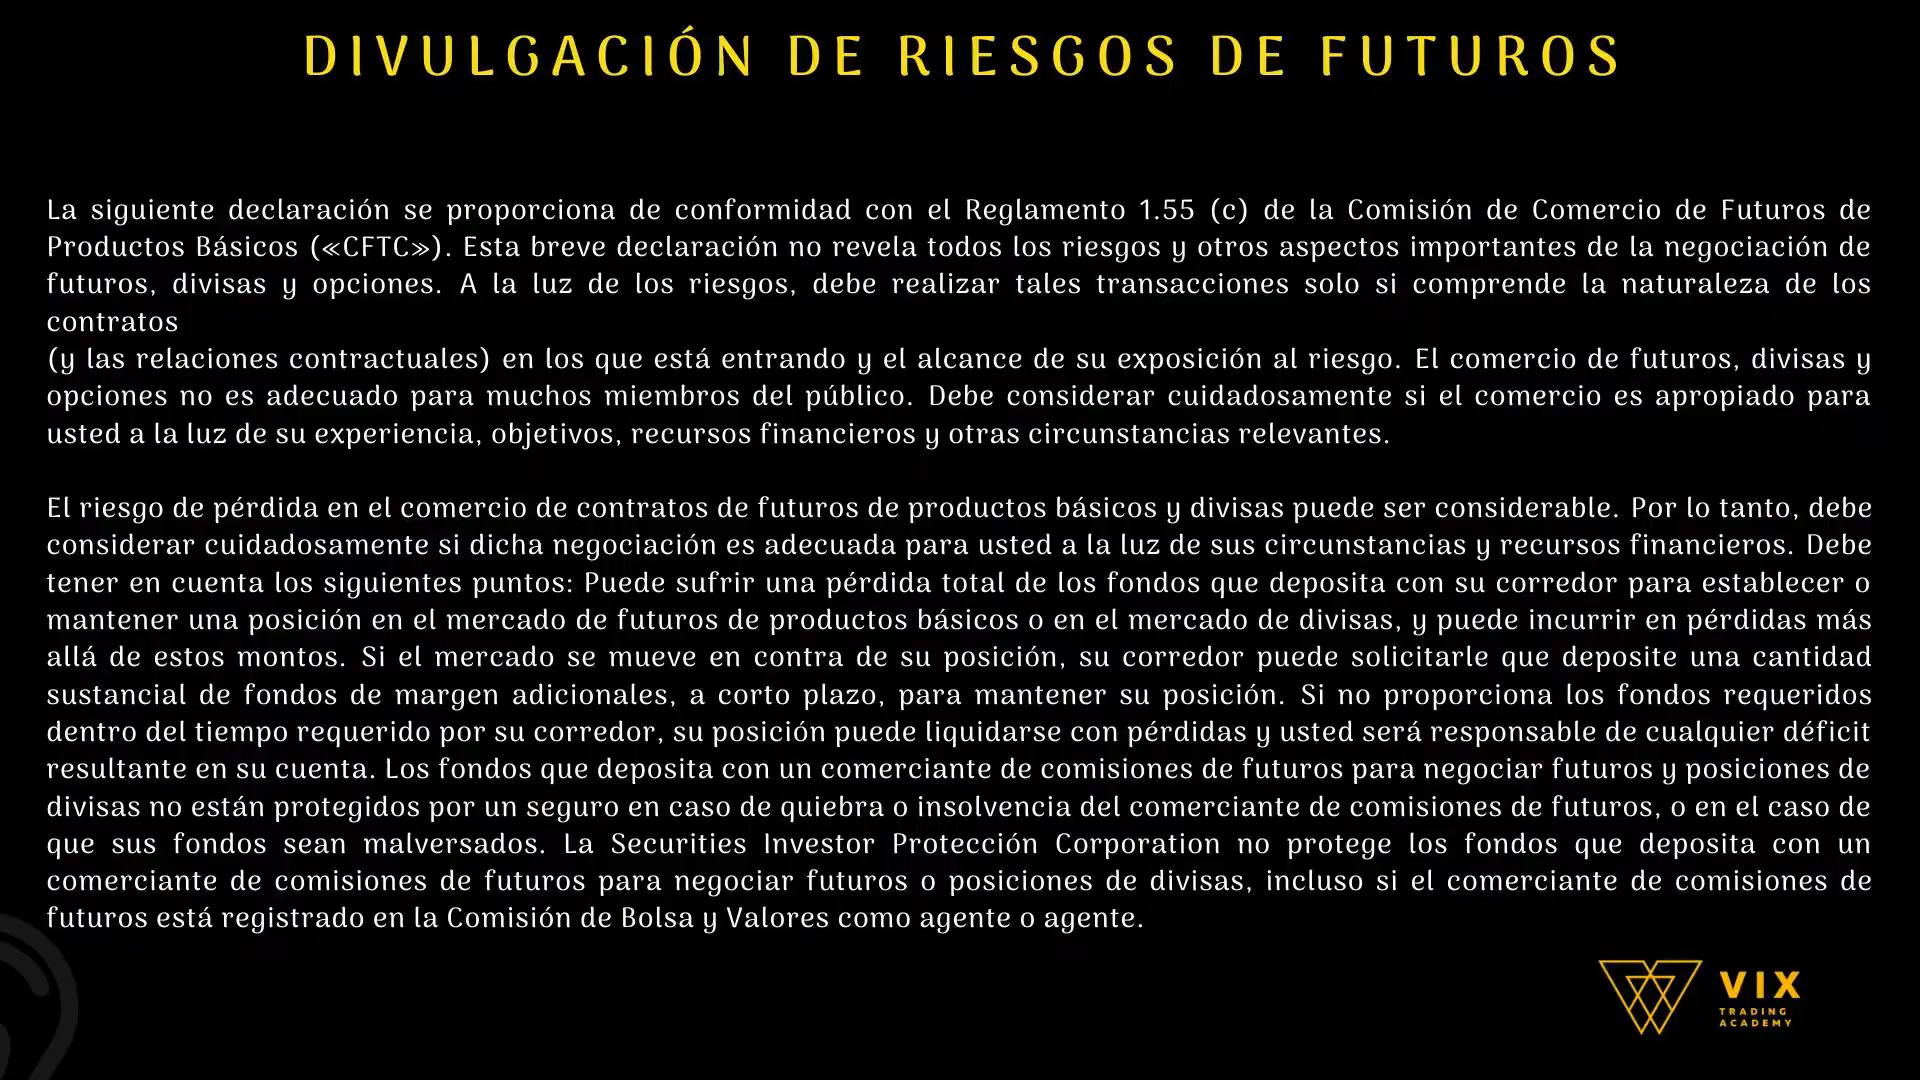 DIVULGACIÓN DE RIESGOS DE FUTUROS
La siguiente declaración se proporciona de conformidad con el Reglamento 1.55 (c) de la Comisión de Comercio de Futuros de
Productos Básicos («CFTC»). Esta breve declaración no revela todos los riesgos y otros aspectos importantes de la negociación de
futuros, divisas y opciones. A la luz de los riesgos, debe realizar tales transacciones solo si comprende la naturaleza de los
contratos
(y las relaciones contractuales) en los que está entrando y el alcance de su exposición al riesgo. El comercio de futuros, divisas y
opciones no es adecuado para muchos miembros del público. Debe considerar cuidadosamente si el comercio es apropiado para
usted a la luz de su experiencia, objetivos, recursos financieros y otras circunstancias relevantes.
El riesgo de pérdida en el comercio de contratos de futuros de productos básicos y divisas puede ser considerable. Por lo tanto, debe
considerar cuidadosamente si dicha negociación es adecuada para usted a la luz de sus circunstancias y recursos financieros. Debe
tener en cuenta los siguientes puntos: Puede sufrir una pérdida total de los fondos que deposita con su corredor para establecer o
mantener una posición en el mercado de futuros de productos básicos o en el mercado de divisas, y puede incurrir en pérdidas más
allá de estos montos. Si el mercado se mueve en contra de su posición, su corredor puede solicitarle que deposite una cantidad
sustancial de fondos de margen adicionales, a corto plazo, para mantener su posición. Si no proporciona los fondos requeridos
dentro del tiempo requerido por su corredor, su posición puede liquidarse con pérdidas y usted será responsable de cualquier déficit
resultante en su cuenta. Los fondos que deposita con un comerciante de comisiones de futuros para negociar futuros y posiciones de
divisas no están protegidos por un seguro en caso de quiebra o insolvencia del comerciante de comisiones de futuros, o en el caso de
que sus fondos sean malversados. La Securities Investor Protección Corporation no protege los fondos que deposita con un
comerciante de comisiones de futuros para negociar futuros o posiciones de divisas, incluso si el comerciante de comisiones de
futuros está registrado en la Comisión de Bolsa y Valores como agente o agente.
VIX
TRADING
ACADEMY